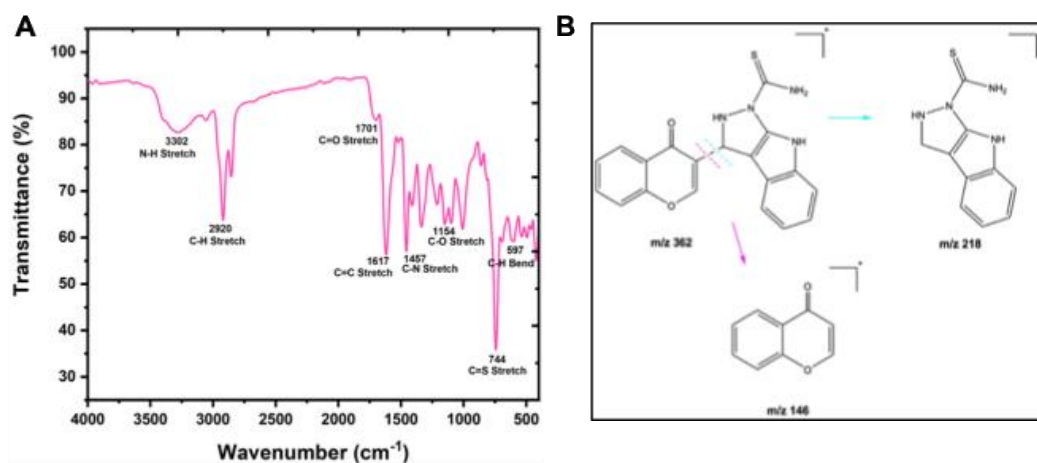 A
100
90
80
70
60
50
40
30
Transmittance (%)
3302
N-H Stretch
2920
C-H Stretch
1701
C=O Stretch
1617
C=C Stretch
1457
C-N Stretch
1154
C-O Stretch
597
C-H Bend
744
C=S Stretch
4000 3500 3000 2500 2000 1500 1000 500
Wavenumber (cm⁻¹)
B
S
NH₂
HN
N
NH
O
O
m/z 362
S
NH₂
HN
N
NH
m/z 218
O
O
m/z 146